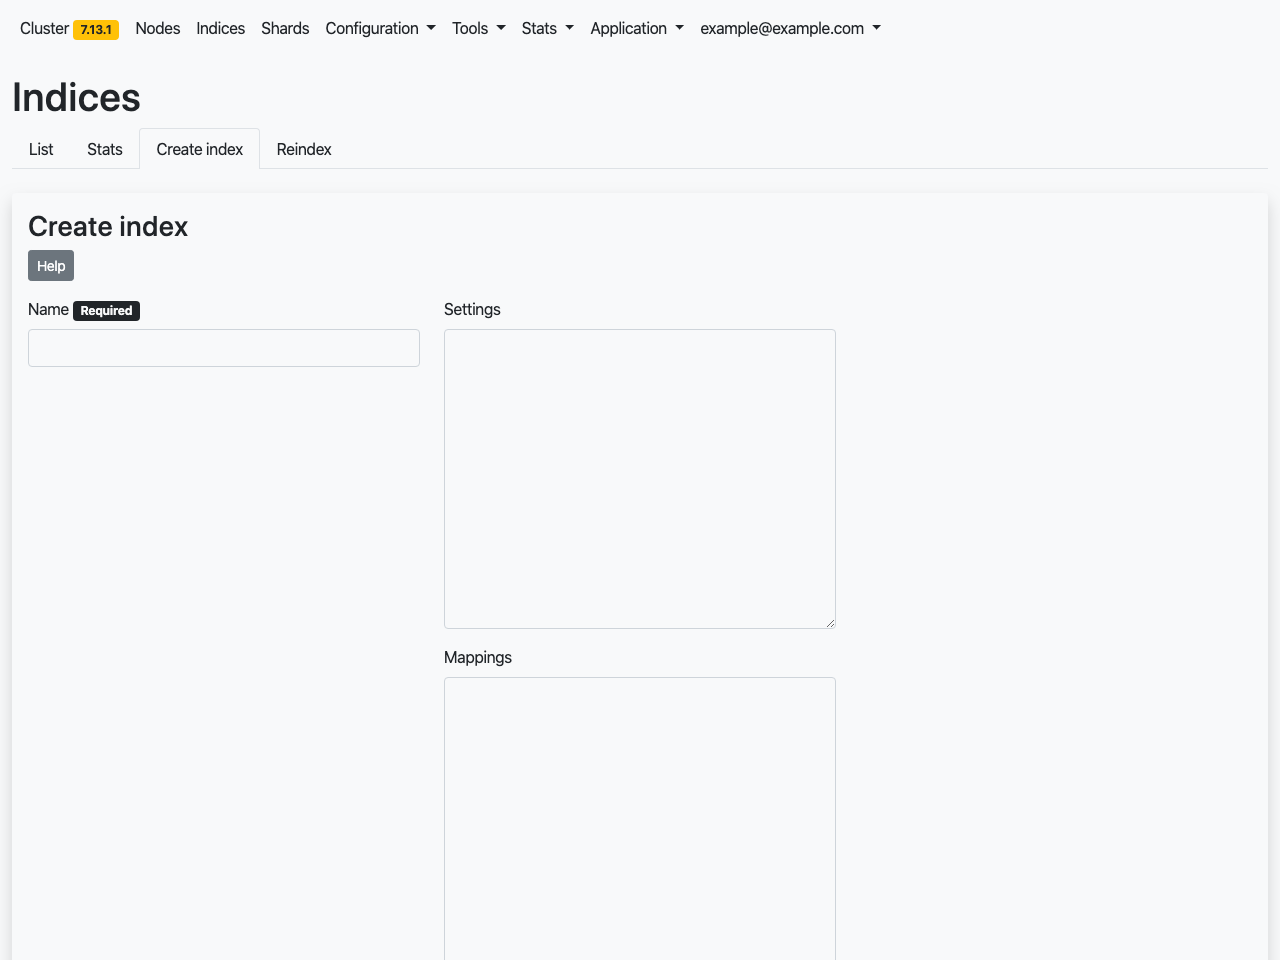 Cluster 7.13.1 Nodes Indices Shards Configuration Tools Stats Application example@example.com
Indices
List Stats Create index Reindex
Create index
Help
Name Required Settings
Mappings